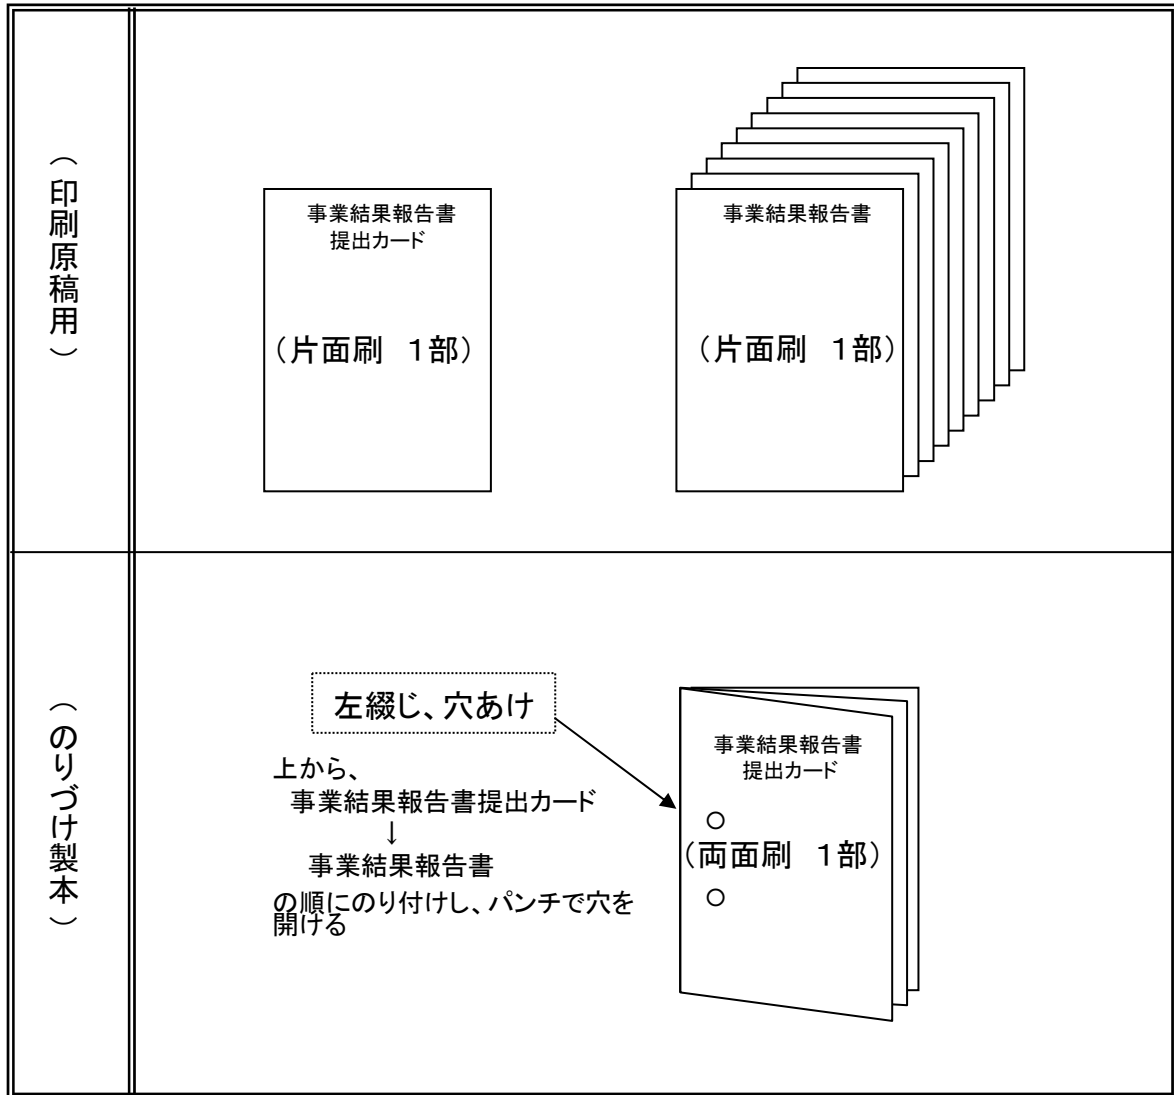 （印刷原稿用）
事業結果報告書
提出カード
（片面刷　１部）
事業結果報告書
（片面刷　１部）
（のりづけ製本）
左綴じ、穴あけ
上から、
事業結果報告書提出カード
↓
事業結果報告書
の順にのり付けし、パンチで穴を
開ける
事業結果報告書
提出カード
（両面刷　１部）